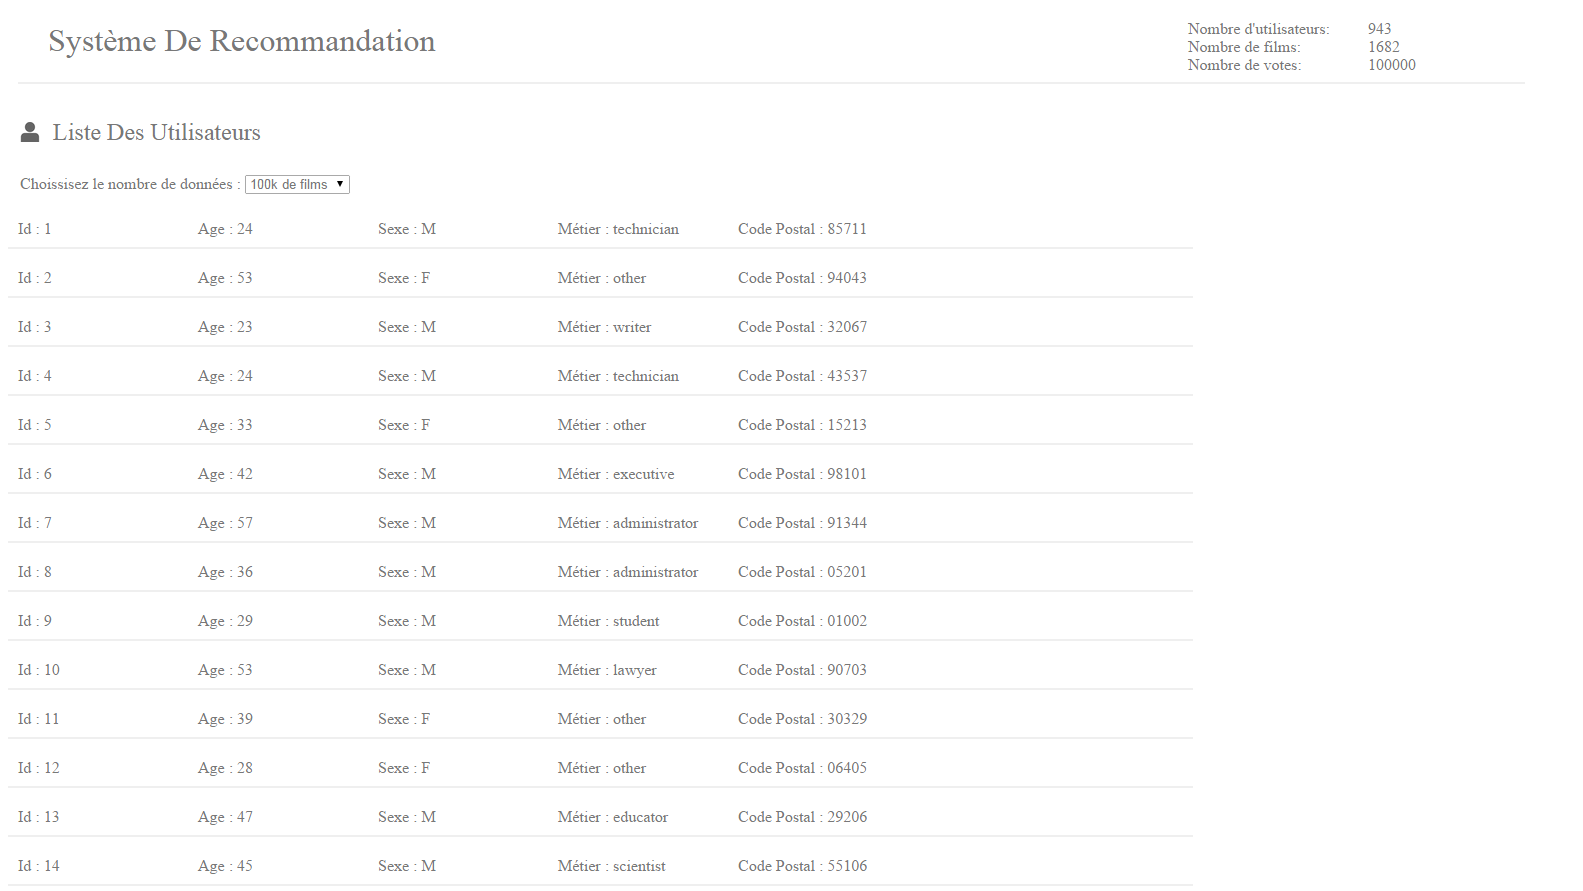 Système De Recommandation
Nombre d'utilisateurs: 943
Nombre de films: 1682
Nombre de votes: 100000
Liste Des Utilisateurs
Choissisez le nombre de données : 100k de films
Id : 1 Age : 24 Sexe : M Métier : technician Code Postal : 85711
Id : 2 Age : 53 Sexe : F Métier : other Code Postal : 94043
Id : 3 Age : 23 Sexe : M Métier : writer Code Postal : 32067
Id : 4 Age : 24 Sexe : M Métier : technician Code Postal : 43537
Id : 5 Age : 33 Sexe : F Métier : other Code Postal : 15213
Id : 6 Age : 42 Sexe : M Métier : executive Code Postal : 98101
Id : 7 Age : 57 Sexe : M Métier : administrator Code Postal : 91344
Id : 8 Age : 36 Sexe : M Métier : administrator Code Postal : 05201
Id : 9 Age : 29 Sexe : M Métier : student Code Postal : 01002
Id : 10 Age : 53 Sexe : M Métier : lawyer Code Postal : 90703
Id : 11 Age : 39 Sexe : F Métier : other Code Postal : 30329
Id : 12 Age : 28 Sexe : F Métier : other Code Postal : 06405
Id : 13 Age : 47 Sexe : M Métier : educator Code Postal : 29206
Id : 14 Age : 45 Sexe : M Métier : scientist Code Postal : 55106